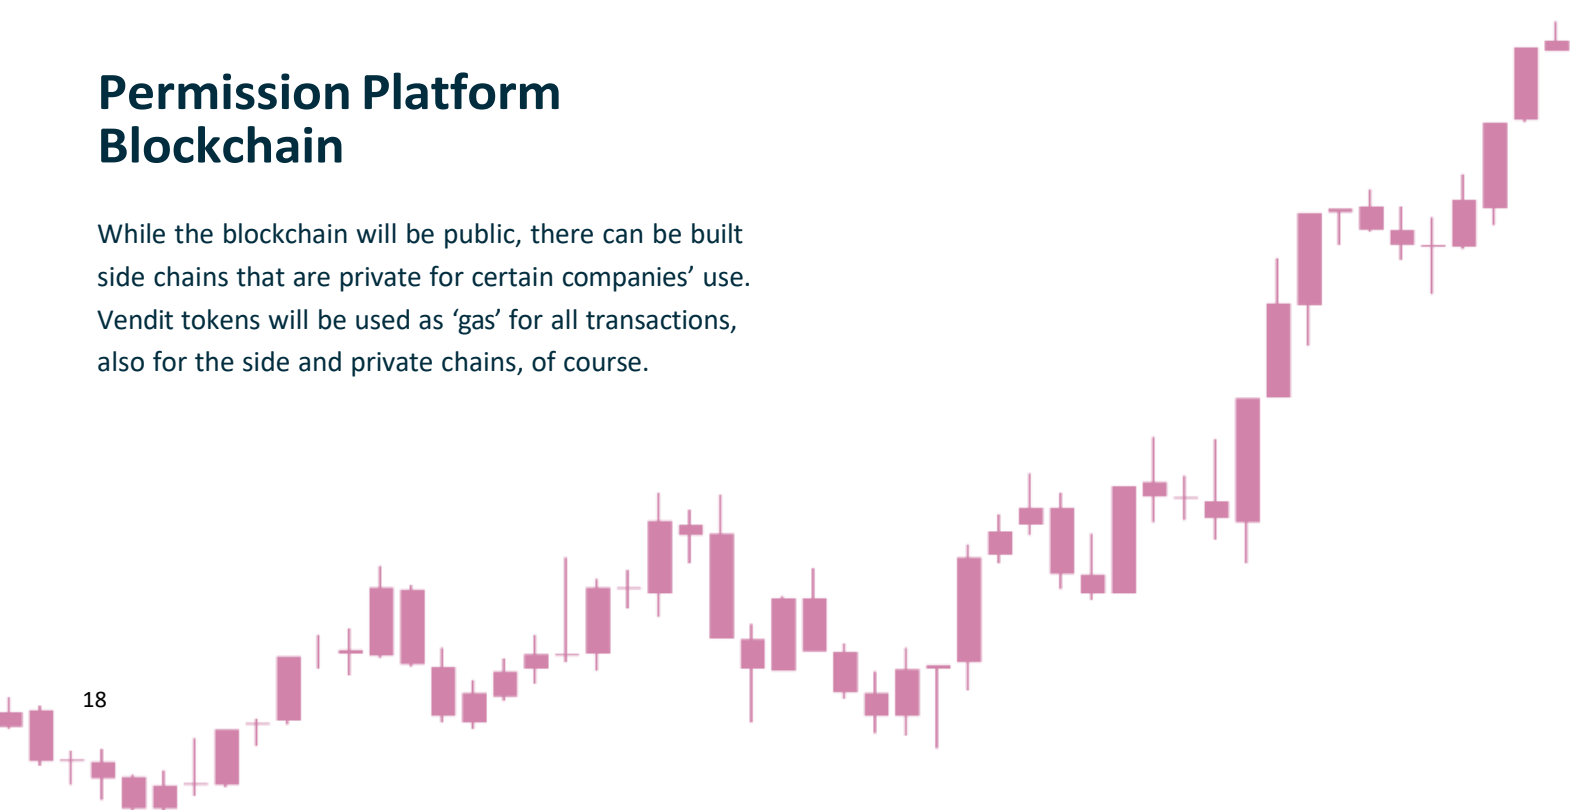 Permission Platform
Blockchain
While the blockchain will be public, there can be built
side chains that are private for certain companies’ use.
Vendit tokens will be used as ‘gas’ for all transactions,
also for the side and private chains, of course.
18